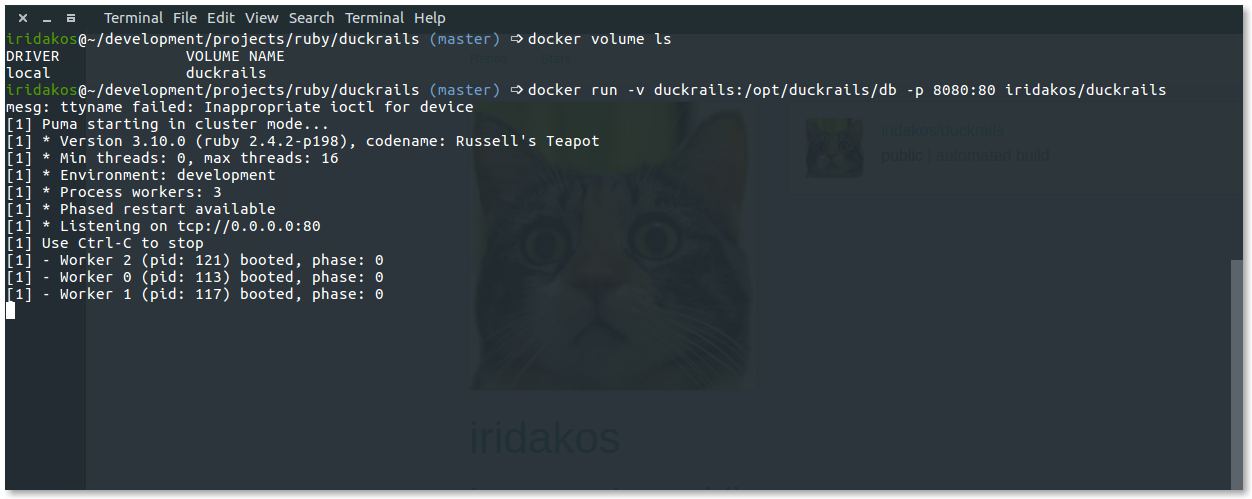 Terminal File Edit View Search Terminal Help
iridakos@~/development/projects/ruby/duckrails (master) ➩docker volume ls
DRIVER              VOLUME NAME
local               duckrails
iridakos@~/development/projects/ruby/duckrails (master) ➩docker run -v duckrails:/opt/duckrails/db -p 8080:80 iridakos/duckrails
mesg: ttyname failed: Inappropriate ioctl for device
[1] Puma starting in cluster mode...
[1] * Version 3.10.0 (ruby 2.4.2-p198), codename: Russell's Teapot
[1] * Min threads: 0, max threads: 16
[1] * Environment: development
[1] * Process workers: 3
[1] * Phased restart available
[1] * Listening on tcp://0.0.0.0:80
[1] Use Ctrl-C to stop
[1] - Worker 2 (pid: 121) booted, phase: 0
[1] - Worker 0 (pid: 113) booted, phase: 0
[1] - Worker 1 (pid: 117) booted, phase: 0
iridakos/duckrails
public | automated build
iridakos